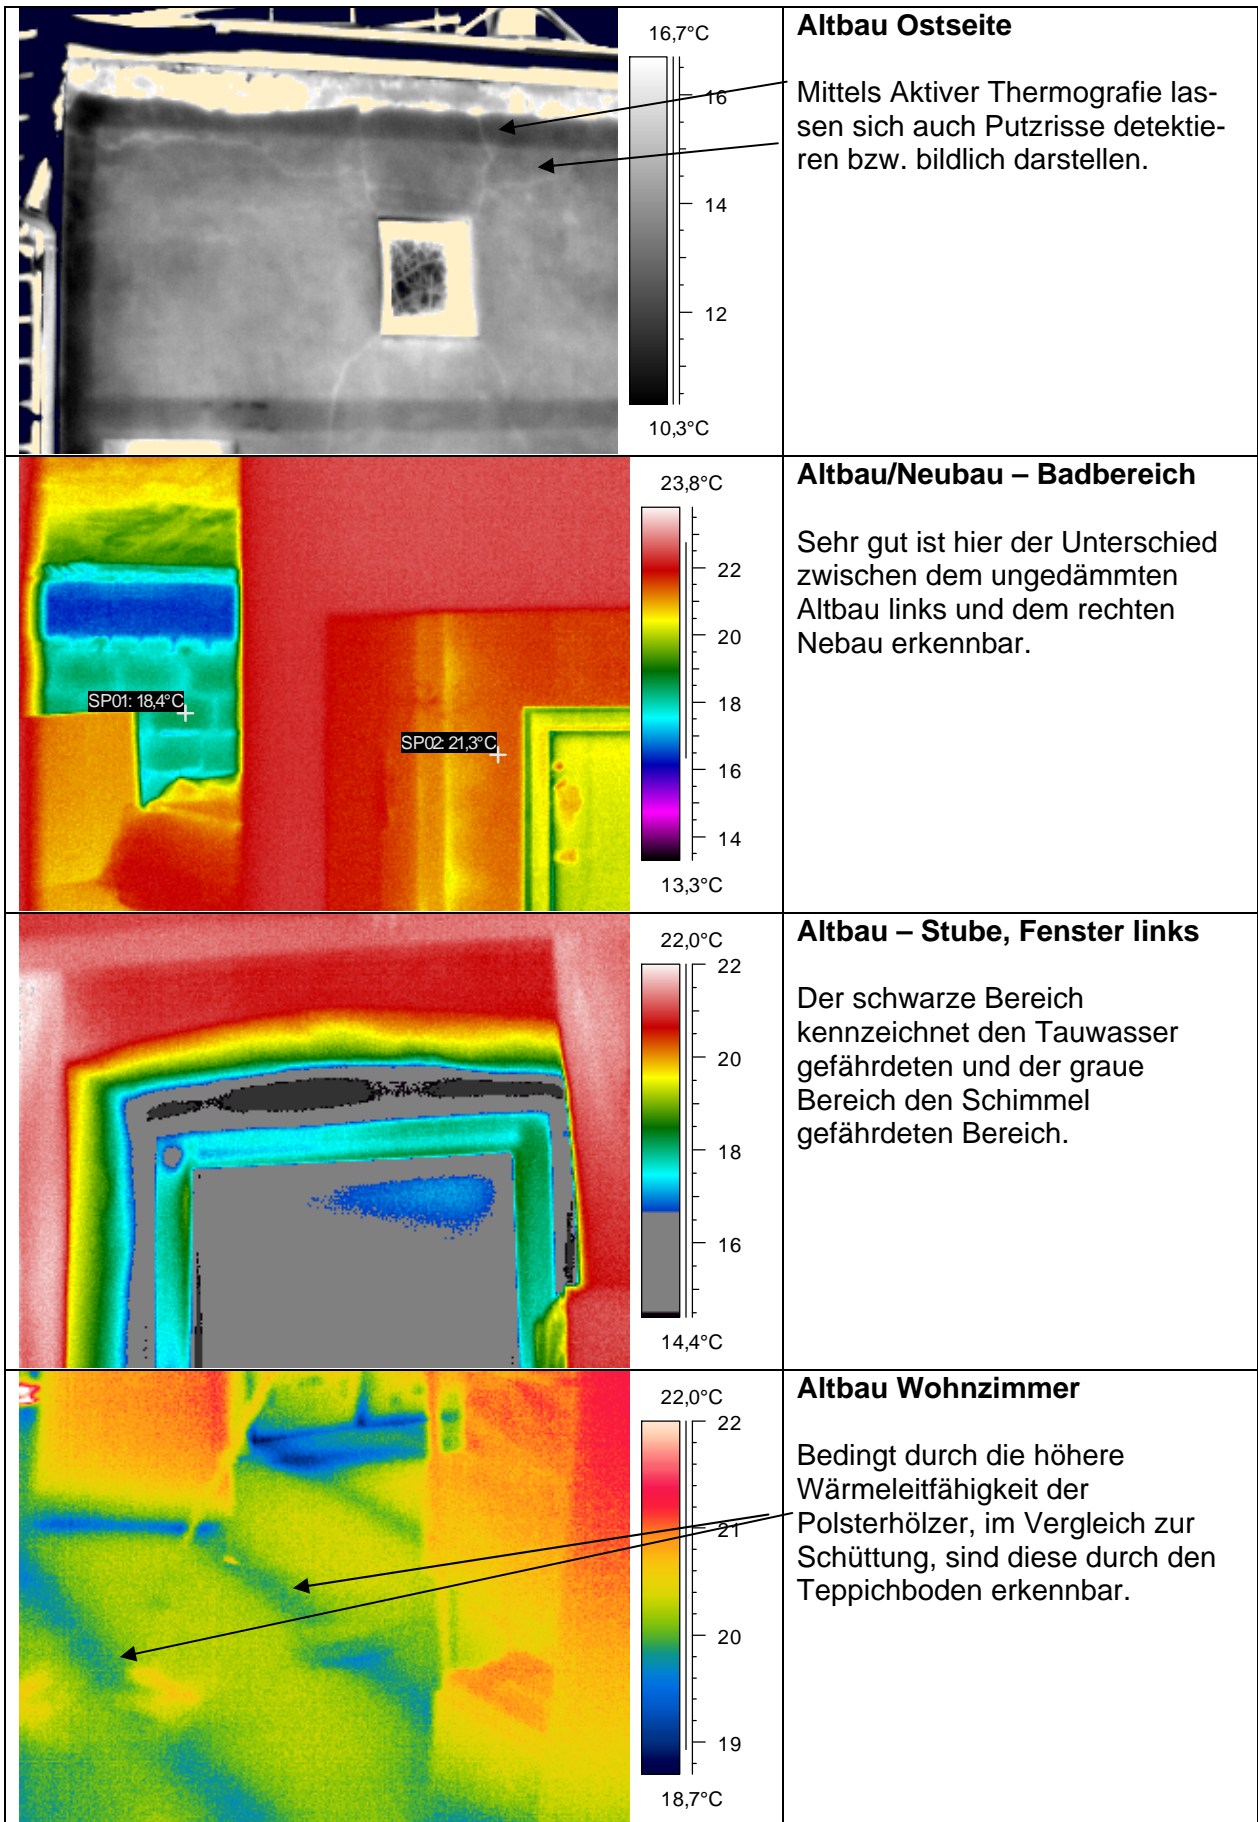 16,7°C
16
14
12
10,3°C
Altbau Ostseite
Mittels Aktiver Thermografie las-
sen sich auch Putzrisse detektie-
ren bzw. bildlich darstellen.
SP01: 18,4°C
SP02: 21,3°C
23,8°C
22
20
18
16
14
13,3°C
Altbau/Neubau – Badbereich
Sehr gut ist hier der Unterschied
zwischen dem ungedämmten
Altbau links und dem rechten
Nebau erkennbar.
22,0°C
22
20
18
16
14,4°C
Altbau – Stube, Fenster links
Der schwarze Bereich
kennzeichnet den Tauwasser
gefährdeten und der graue
Bereich den Schimmel
gefährdeten Bereich.
22,0°C
22
21
20
19
18,7°C
Altbau Wohnzimmer
Bedingt durch die höhere
Wärmeleitfähigkeit der
Polsterhölzer, im Vergleich zur
Schüttung, sind diese durch den
Teppichboden erkennbar.